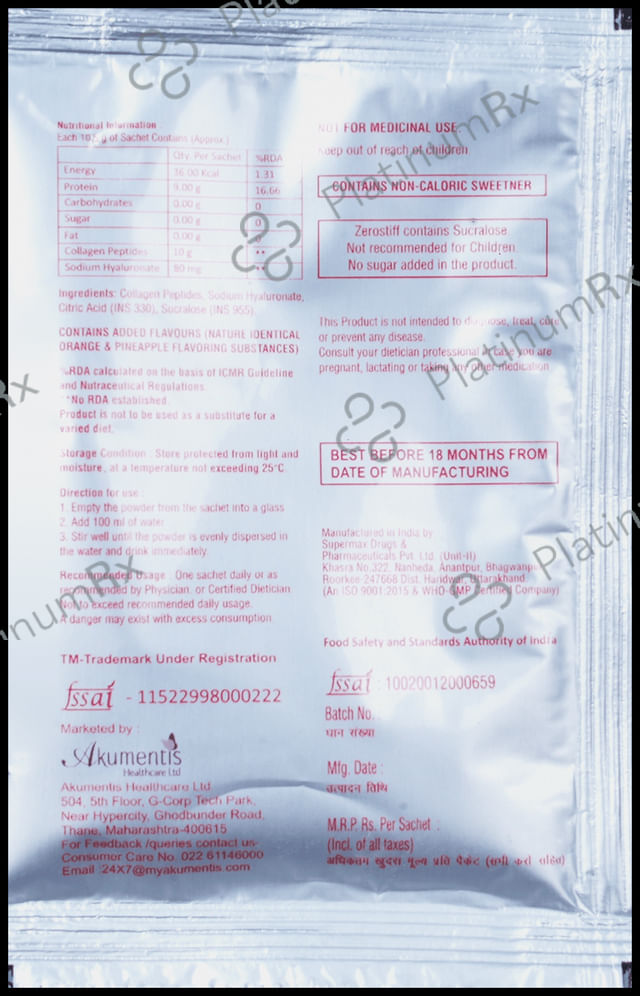 Nutritional Information
Each 10.5 g of Sachet Contains (Approx.)
Qty. Per Sachet %RDA
Energy 36.00 Kcal 1.31
Protein 9.00 g 16.66
Carbohydrates 0.00 g 0
Sugar 0.00 g 0
Fat 0.00 g 0
Collagen Peptides 10 g **
Sodium Hyaluronate 80 mg **
Ingredients: Collagen Peptides, Sodium Hyaluronate,
Citric Acid (INS 330), Sucralose (INS 955).
CONTAINS ADDED FLAVOURS (NATURE IDENTICAL
ORANGE & PINEAPPLE FLAVORING SUBSTANCES)
%RDA calculated on the basis of ICMR Guideline
and Nutraceutical Regulations.
**No RDA established.
Product is not to be used as a substitute for a
varied diet.
Storage Condition : Store protected from light and
moisture, at a temperature not exceeding 25°C.
Direction for use :
1. Empty the powder from the sachet into a glass
2. Add 100 ml of water
3. Stir well until the powder is evenly dispersed in
the water and drink immediately.
Recommended Usage : One sachet daily or as
recommended by Physician. or Certified Dietician.
Not to exceed recommended daily usage.
A danger may exist with excess consumption.
TM-Trademark Under Registration
fssai - 11522998000222
Marketed by :
Akumentis
Healthcare Ltd
Akumentis Healthcare Ltd
504, 5th Floor, G-Corp Tech Park,
Near Hypercity, Ghodbunder Road,
Thane, Maharashtra-400615
For Feedback /queries contact us-
Consumer Care No. 022 61146000
Email :24X7@myakumentis.com
NOT FOR MEDICINAL USE.
Keep out of reach of children.
CONTAINS NON-CALORIC SWEETNER
Zerostiff contains Sucralose.
Not recommended for Children.
No sugar added in the product.
This Product is not intended to diagnose, treat, cure
or prevent any disease.
Consult your dietician professional in case you are
pregnant, lactating or taking any other medication
BEST BEFORE 18 MONTHS FROM
DATE OF MANUFACTURING
Manufactured in India by
Supermax Drugs &
Pharmaceuticals Pvt. Ltd. (Unit-II)
Khasra No.322, Nanheda, Anantpur, Bhagwanpur
Roorkee-247668 Dist. Haridwar, Uttarakhand.
(An ISO 9001:2015 & WHO-GMP Certified Company)
Food Safety and Standards Authority of India
fssai : 10020012000659
Batch No. :
घान संख्या
Mfg. Date :
उत्पादन तिथि
M.R.P. Rs. Per Sachet :
(Incl. of all taxes)
अधिकतम खुदरा मूल्य प्रति पैकेट (सभी करों सहित)
PlatinumRx
PlatinumRx
PlatinumRx
PlatinumRx